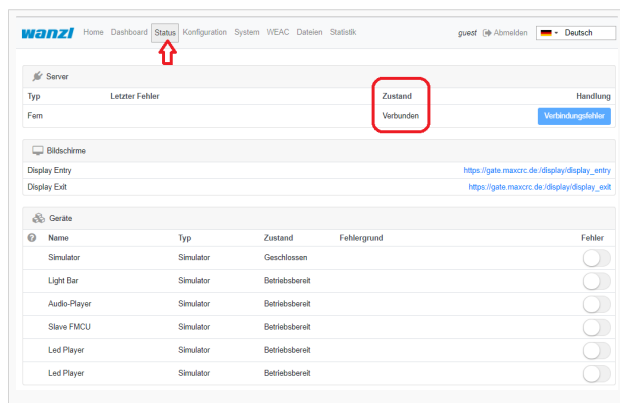 wanzl Home Dashboard Status Konfiguration System WEAC Dateien Statistik guest Abmelden Deutsch
Server
Typ Letzter Fehler Zustand Handlung
Fern Verbunden Verbindungsfehler
Bildschirme
Display Entry https://gate.maxcrc.de:/display/display_entry
Display Exit https://gate.maxcrc.de:/display/display_exit
Geräte
? Name Typ Zustand Fehlergrund Fehler
Simulator Simulator Geschlossen
Light Bar Simulator Betriebsbereit
Audio-Player Simulator Betriebsbereit
Slave FMCU Simulator Betriebsbereit
Led Player Simulator Betriebsbereit
Led Player Simulator Betriebsbereit